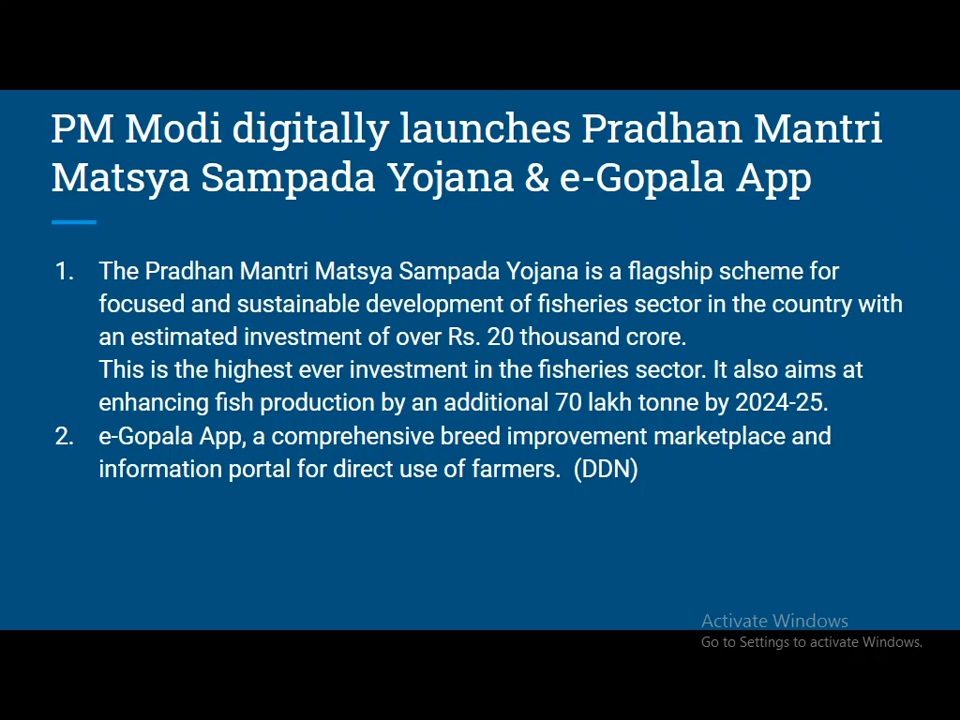 PM Modi digitally launches Pradhan Mantri
Matsya Sampada Yojana & e-Gopala App
1. The Pradhan Mantri Matsya Sampada Yojana is a flagship scheme for
focused and sustainable development of fisheries sector in the country with
an estimated investment of over Rs. 20 thousand crore.
This is the highest ever investment in the fisheries sector. It also aims at
enhancing fish production by an additional 70 lakh tonne by 2024-25.
2. e-Gopala App, a comprehensive breed improvement marketplace and
information portal for direct use of farmers. (DDN)
Activate Windows
Go to Settings to activate Windows.